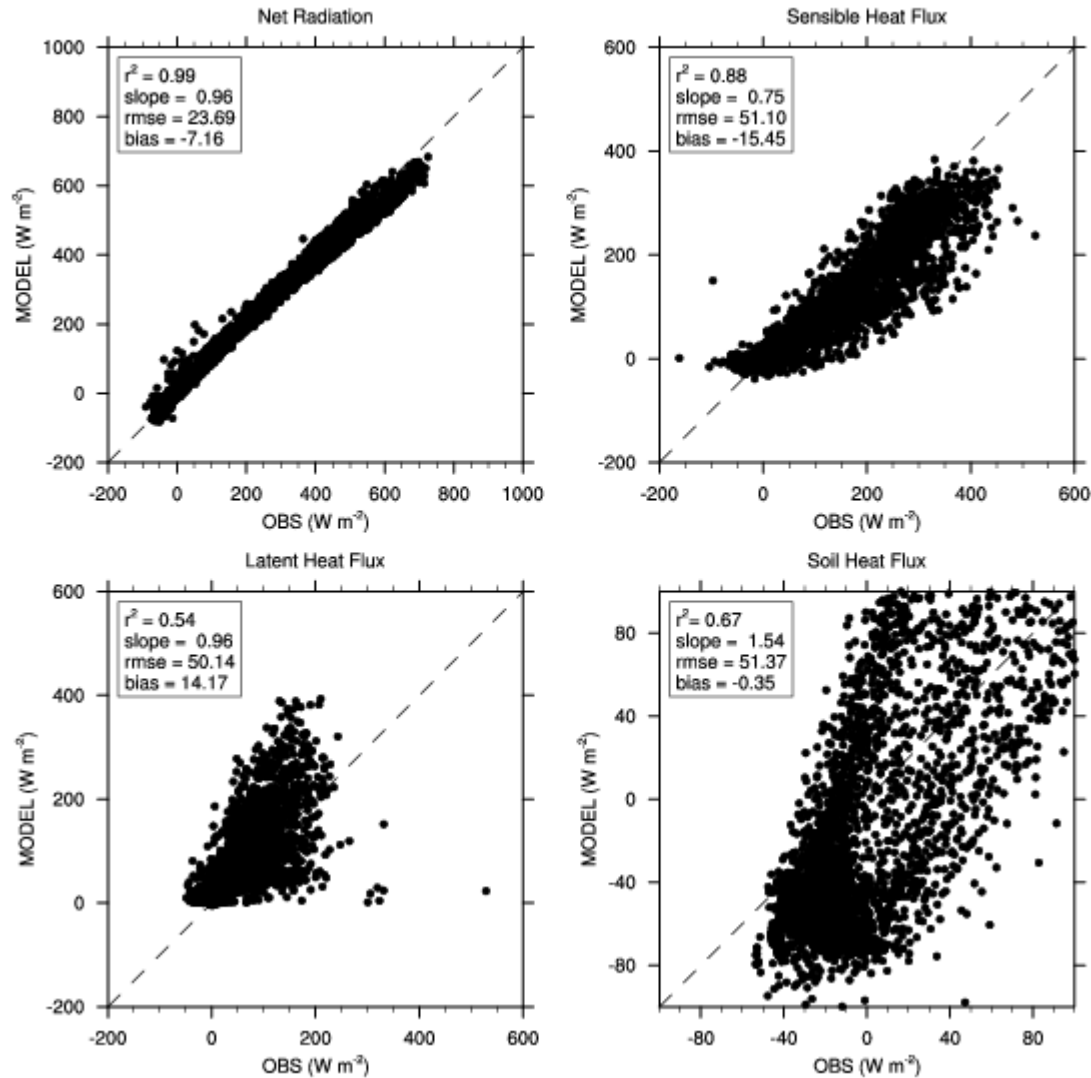 Net Radiation
1000
800
600
400
200
0
-200
r² = 0.99
slope = 0.96
rmse = 23.69
bias = -7.16
MODEL (W m⁻²)
-200 0 200 400 600 800 1000
OBS (W m⁻²)
Sensible Heat Flux
600
400
200
0
-200
r² = 0.88
slope = 0.75
rmse = 51.10
bias = -15.45
MODEL (W m⁻²)
-200 0 200 400 600
OBS (W m⁻²)
Latent Heat Flux
600
400
200
0
-200
r² = 0.54
slope = 0.96
rmse = 50.14
bias = 14.17
MODEL (W m⁻²)
-200 0 200 400 600
OBS (W m⁻²)
Soil Heat Flux
80
40
0
-40
-80
r²= 0.67
slope = 1.54
rmse = 51.37
bias = -0.35
MODEL (W m⁻²)
-80 -40 0 40 80
OBS (W m⁻²)